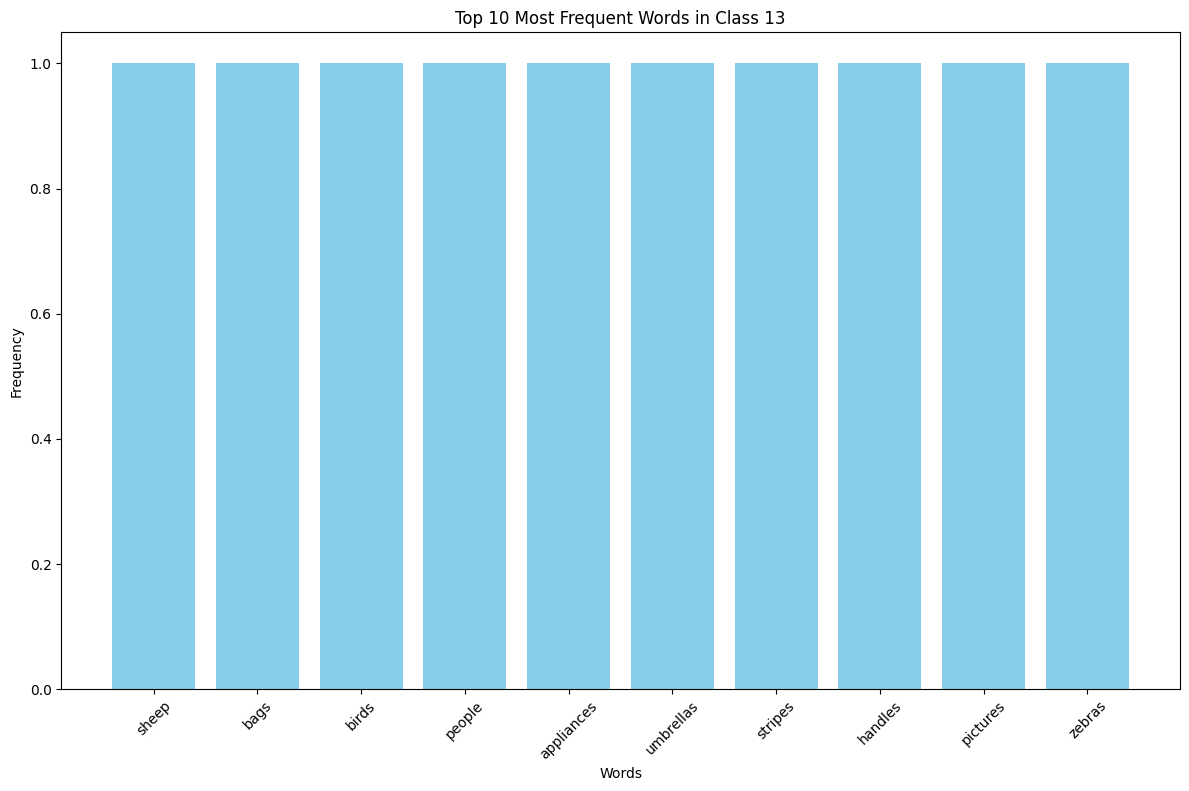 Top 10 Most Frequent Words in Class 13
Frequency
1.0
0.8
0.6
0.4
0.2
0.0
sheep
bags
birds
people
appliances
umbrellas
stripes
handles
pictures
zebras
Words